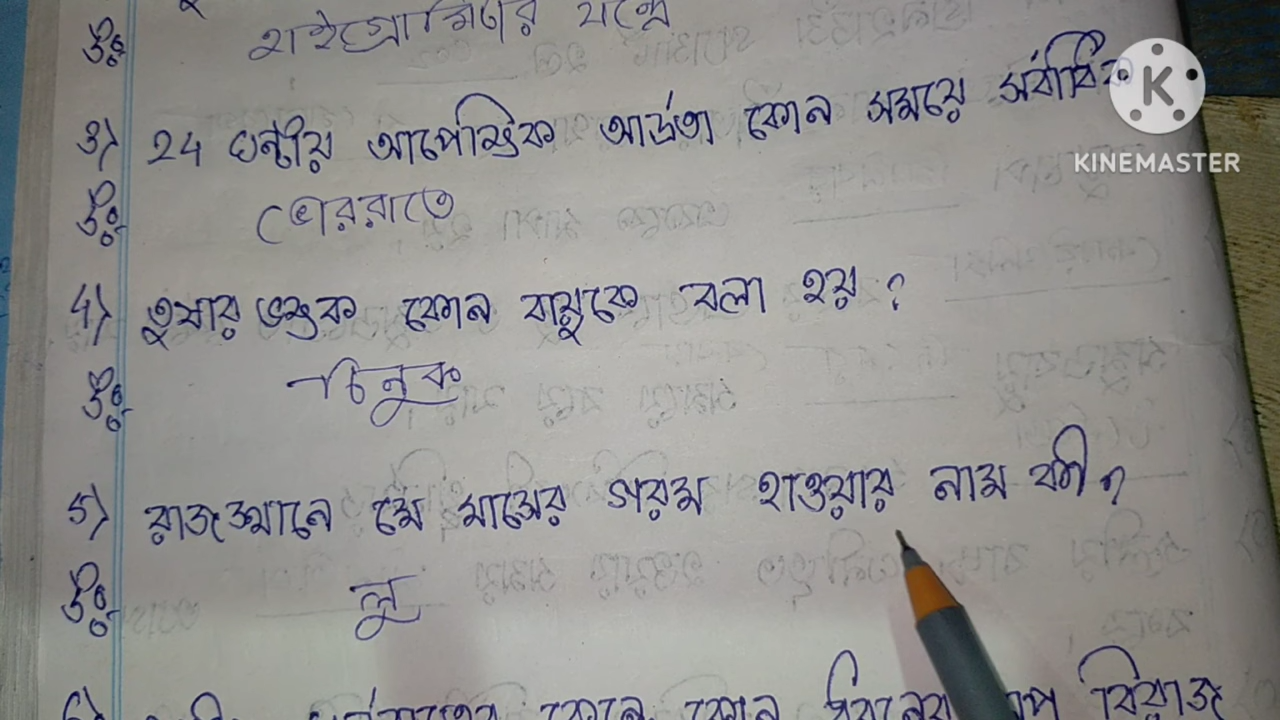 উঃ হাইগ্রোমিটার যন্ত্রে
৩) 24 ঘন্টায় আপেক্ষিক আর্দ্রতা কোন সময়ে সর্বাধিক
উঃ ভোররাতে
4) তুষার ভক্ষক কোন বায়ুকে বলা হয় ?
উঃ চিনুক
5) রাজস্থানে মে মাসের গরম হাওয়ার নাম কী ?
উঃ লু
কোন
K
KINEMASTER